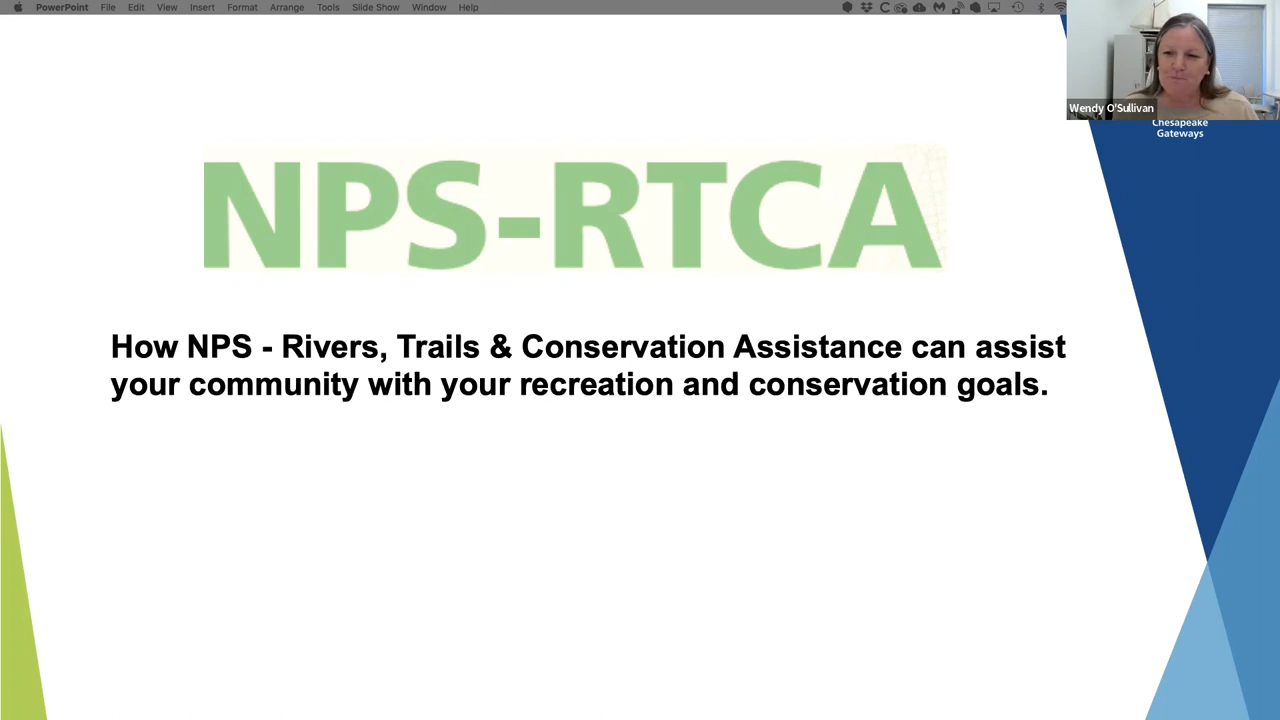 PowerPoint File Edit View Insert Format Arrange Tools Slide Show Window Help
Wendy O'Sullivan
Chesapeake
Gateways
NPS-RTCA
How NPS - Rivers, Trails & Conservation Assistance can assist
your community with your recreation and conservation goals.